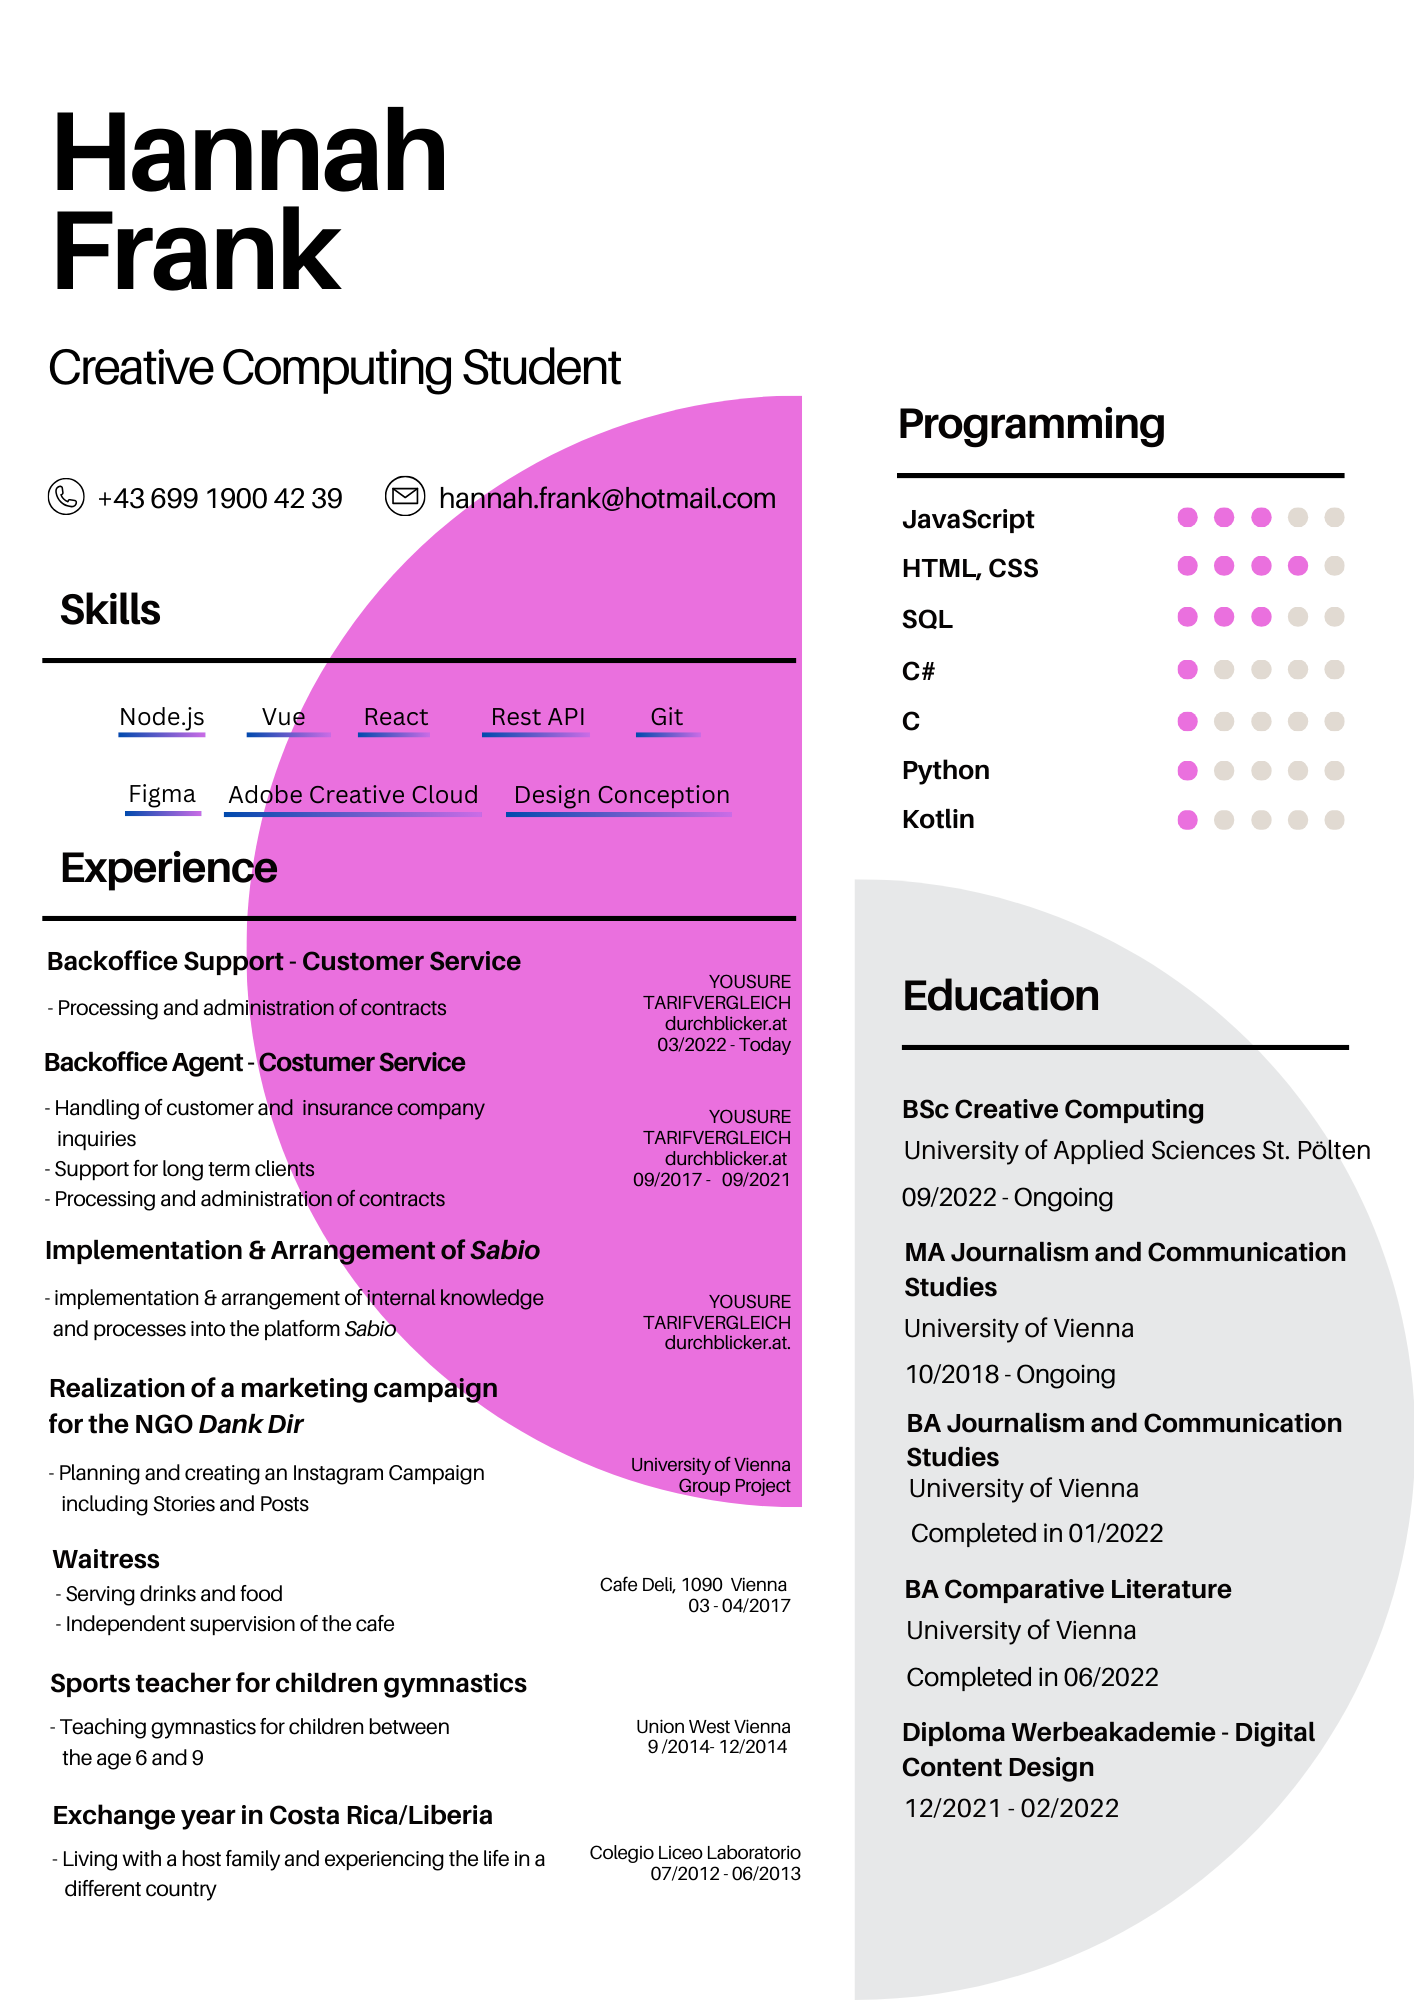 Hannah
Frank
Creative Computing Student
+43 699 1900 42 39
hannah.frank@hotmail.com
Skills
Node.js Vue React Rest API Git
Figma Adobe Creative Cloud Design Conception
Experience
Backoffice Support - Customer Service
- Processing and administration of contracts
YOUSURE
TARIFVERGLEICH
durchblicker.at
03/2022 - Today
Backoffice Agent - Costumer Service
- Handling of customer and insurance company
inquiries
- Support for long term clients
- Processing and administration of contracts
YOUSURE
TARIFVERGLEICH
durchblicker.at
09/2017 - 09/2021
Implementation & Arrangement of Sabio
- implementation & arrangement of internal knowledge
and processes into the platform Sabio
YOUSURE
TARIFVERGLEICH
durchblicker.at.
Realization of a marketing campaign
for the NGO Dank Dir
- Planning and creating an Instagram Campaign
including Stories and Posts
University of Vienna
Group Project
Waitress
- Serving drinks and food
- Independent supervision of the cafe
Cafe Deli, 1090 Vienna
03 - 04/2017
Sports teacher for children gymnastics
- Teaching gymnastics for children between
the age 6 and 9
Union West Vienna
9 /2014- 12/2014
Exchange year in Costa Rica/Liberia
- Living with a host family and experiencing the life in a
different country
Colegio Liceo Laboratorio
07/2012 - 06/2013
Programming
JavaScript
HTML, CSS
SQL
C#
C
Python
Kotlin
Education
BSc Creative Computing
University of Applied Sciences St. Pölten
09/2022 - Ongoing
MA Journalism and Communication
Studies
University of Vienna
10/2018 - Ongoing
BA Journalism and Communication
Studies
University of Vienna
Completed in 01/2022
BA Comparative Literature
University of Vienna
Completed in 06/2022
Diploma Werbeakademie - Digital
Content Design
12/2021 - 02/2022